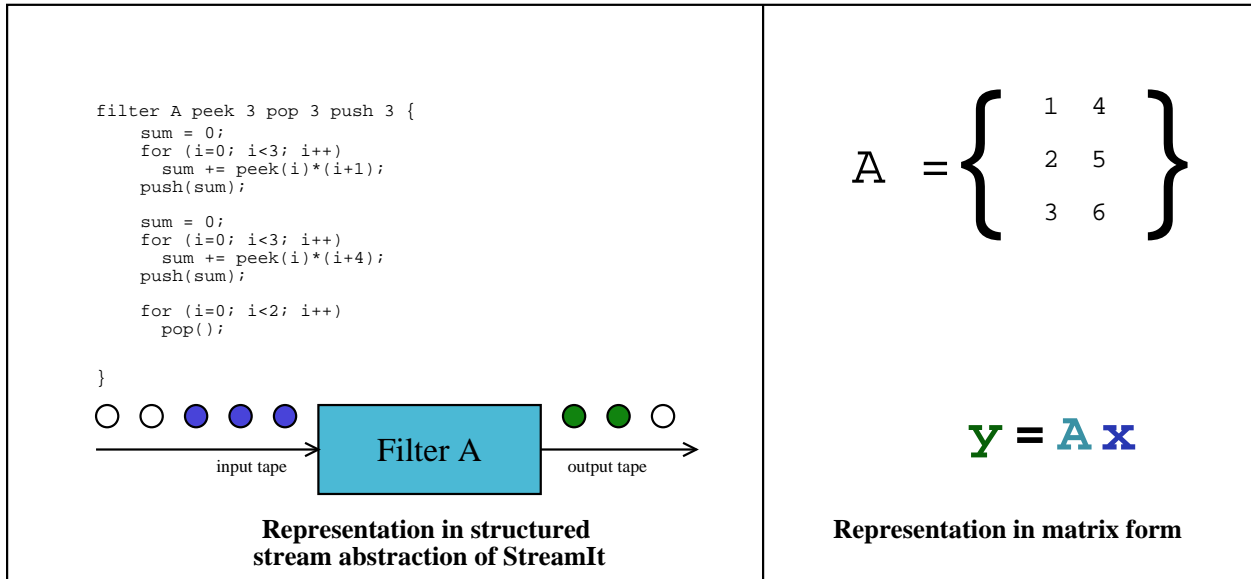 filter A peek 3 pop 3 push 3 {
sum = 0;
for (i=0; i<3; i++)
sum += peek(i)*(i+1);
push(sum);
sum = 0;
for (i=0; i<3; i++)
sum += peek(i)*(i+4);
push(sum);
for (i=0; i<2; i++)
pop();
}
Filter A
input tape
output tape
Representation in structured
stream abstraction of StreamIt
A = {
1 4
2 5
3 6
}
y = A x
Representation in matrix form